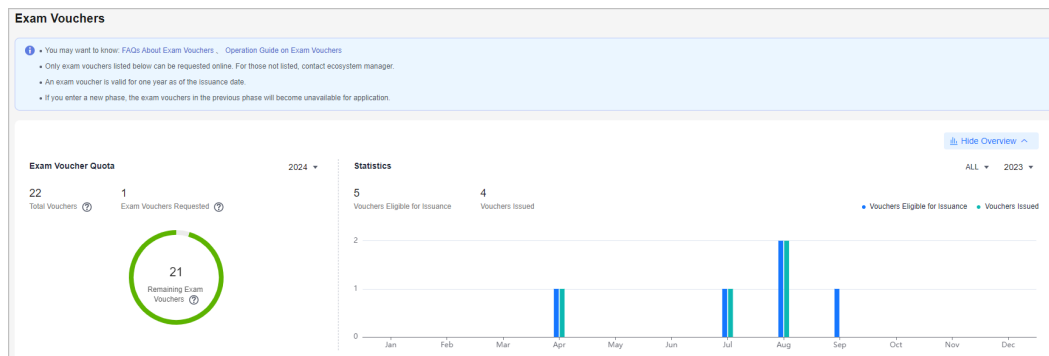 Exam Vouchers
You may want to know: FAQs About Exam Vouchers , Operation Guide on Exam Vouchers
Only exam vouchers listed below can be requested online. For those not listed, contact ecosystem manager.
An exam voucher is valid for one year as of the issuance date.
If you enter a new phase, the exam vouchers in the previous phase will become unavailable for application.
Hide Overview
Exam Voucher Quota 2024
22 1
Total Vouchers ? Exam Vouchers Requested ?
21
Remaining Exam
Vouchers ?
Statistics ALL 2023
5 4
Vouchers Eligible for Issuance Vouchers Issued
Vouchers Eligible for Issuance Vouchers Issued
2
1
0
Jan Feb Mar Apr May Jun Jul Aug Sep Oct Nov Dec